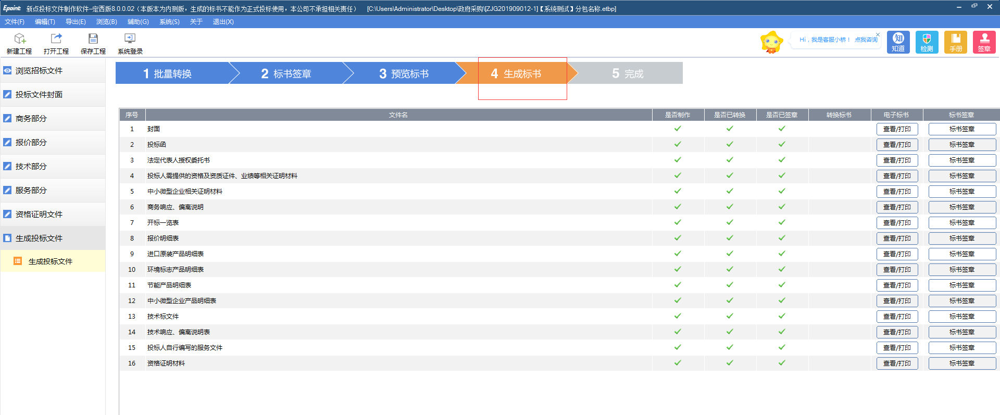 Epoint 新点投标文件制作软件–定西版8.0.0.02（本版本为内测版，生成的标书不能作为正式投标使用，本公司不承担相关责任） [C:\Users\Administrator\Desktop\政府采购\[ZJG201909012-1]【系统测试】分包名称.etbp]
文件(F) 编辑(T) 导出(E) 浏览(B) 辅助(G) 系统(S) 关于 退出(X)
新建工程 打开工程 保存工程 系统登录
Hi，我是客服小桥！ 点我咨询
知 知道 检测 手册 签章
浏览招标文件
投标文件封面
商务部分
报价部分
技术部分
服务部分
资格证明文件
生成投标文件
生成投标文件
1 批量转换 2 标书签章 3 预览标书 4 生成标书 5 完成
序号 文件名 是否制作 是否已转换 是否已签章 转换标书 电子标书 标书签章
1 封面 查看/打印 标书签章
2 投标函 查看/打印 标书签章
3 法定代表人授权委托书 查看/打印 标书签章
4 投标人需提供的资格及资质证件、业绩等相关证明材料 查看/打印 标书签章
5 中小微型企业相关证明材料 查看/打印 标书签章
6 商务响应、偏离说明 查看/打印 标书签章
7 开标一览表 查看/打印 标书签章
8 报价明细表 查看/打印 标书签章
9 进口原装产品明细表 查看/打印 标书签章
10 环境标志产品明细表 查看/打印 标书签章
11 节能产品明细表 查看/打印 标书签章
12 中小微型企业产品明细表 查看/打印 标书签章
13 技术标文件 查看/打印 标书签章
14 技术响应、偏离说明表 查看/打印 标书签章
15 投标人自行编写的服务文件 查看/打印 标书签章
16 资格证明材料 查看/打印 标书签章